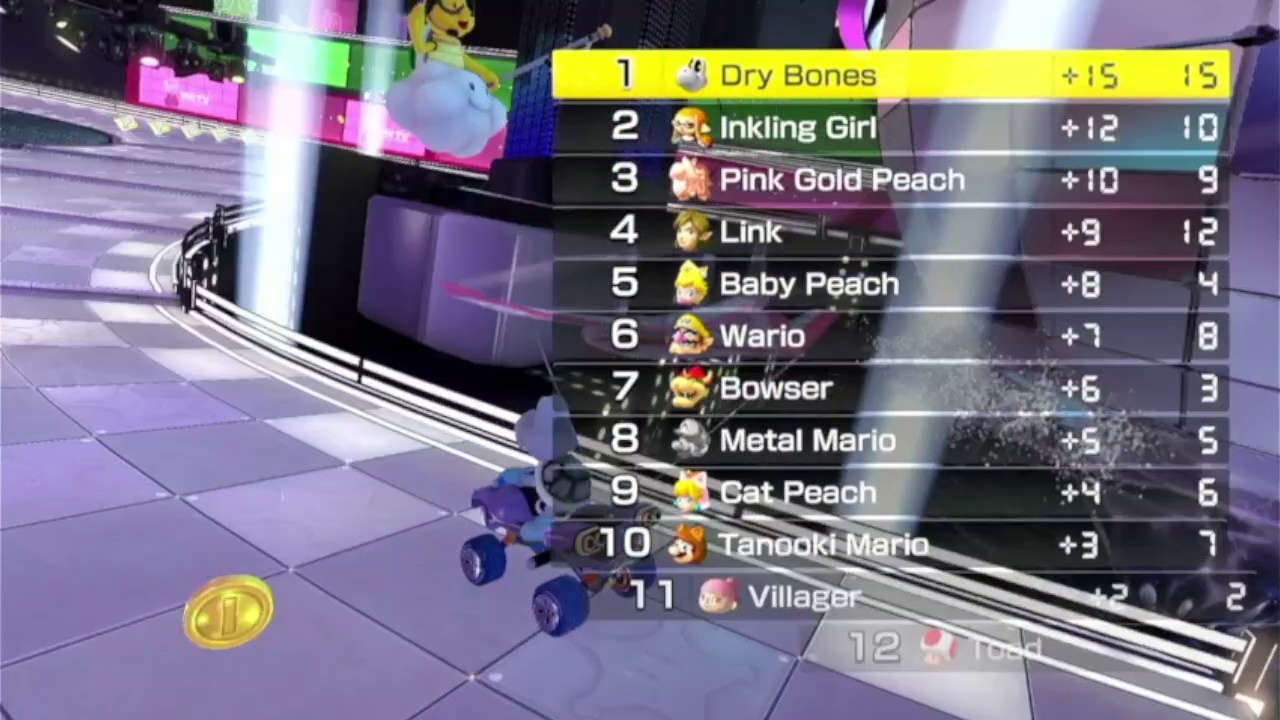 1 Dry Bones +15 15
2 Inkling Girl +12 10
3 Pink Gold Peach +10 9
4 Link +9 12
5 Baby Peach +8 4
6 Wario +7 8
7 Bowser +6 3
8 Metal Mario +5 5
9 Cat Peach +4 6
10 Tanooki Mario +3 7
11 Villager +2 2
12 Toad